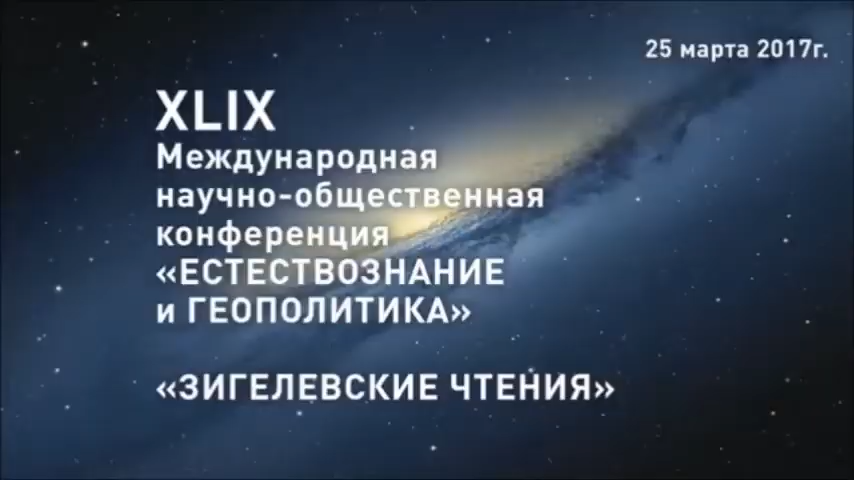 25 марта 2017г.
XLIX
Международная
научно-общественная
конференция
«ЕСТЕСТВОЗНАНИЕ
и ГЕОПОЛИТИКА»
«ЗИГЕЛЕВСКИЕ ЧТЕНИЯ»